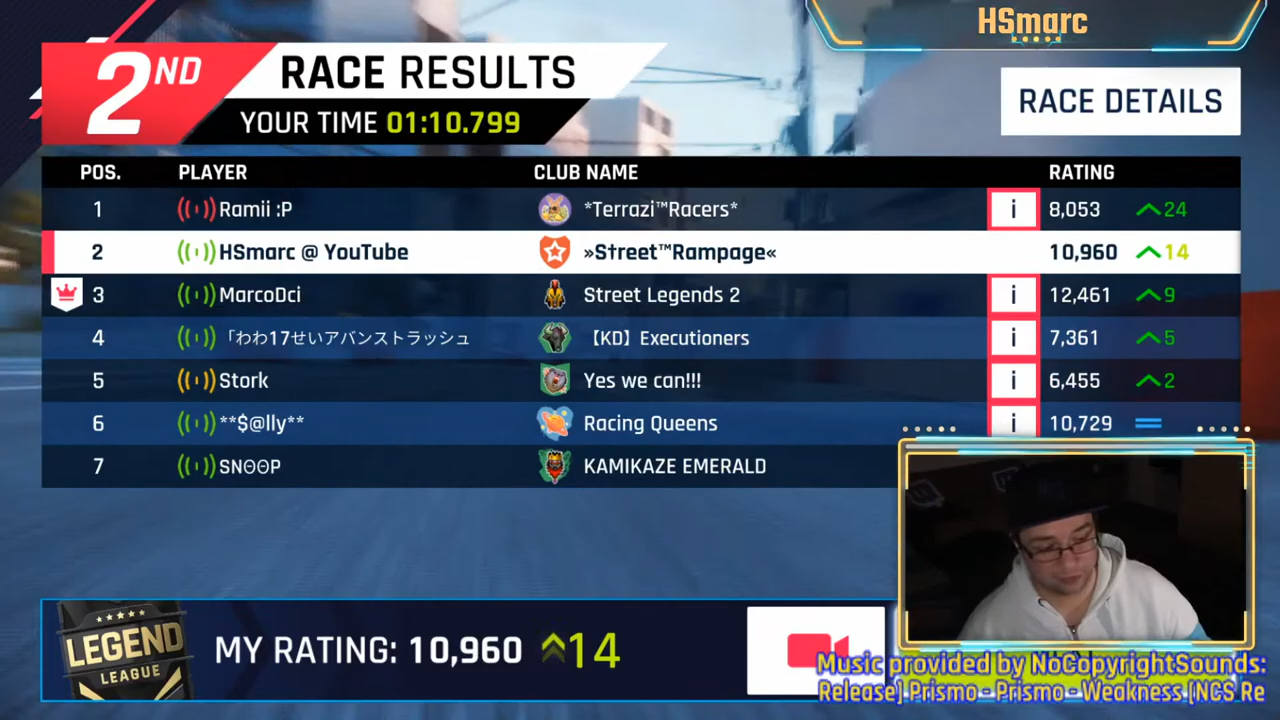 HSmarc
2ND
RACE RESULTS
YOUR TIME 01:10.799
RACE DETAILS
POS. PLAYER CLUB NAME RATING
1 Ramii :P *Terrazi™Racers* i 8,053 24
2 HSmarc @ YouTube »Street™Rampage« 10,960 14
3 MarcoDci Street Legends 2 i 12,461 9
4 「わわ17せいアバンストラッシュ 【KD】Executioners i 7,361 5
5 Stork Yes we can!!! i 6,455 2
6 **$@lly** Racing Queens i 10,729
7 SNΘΘP KAMIKAZE EMERALD
LEGEND
LEAGUE
MY RATING: 10,960 14
Music provided by NoCopyrightSounds:
Release] Prismo - Prismo - Weakness [NCS Re